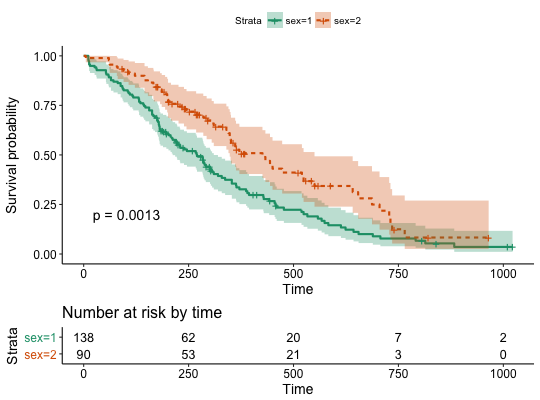 Strata sex=1 sex=2
Survival probability
1.00
0.75
0.50
0.25
0.00
p = 0.0013
0 250 500 750 1000
Time
Number at risk by time
Strata
sex=1 138 62 20 7 2
sex=2 90 53 21 3 0
0 250 500 750 1000
Time